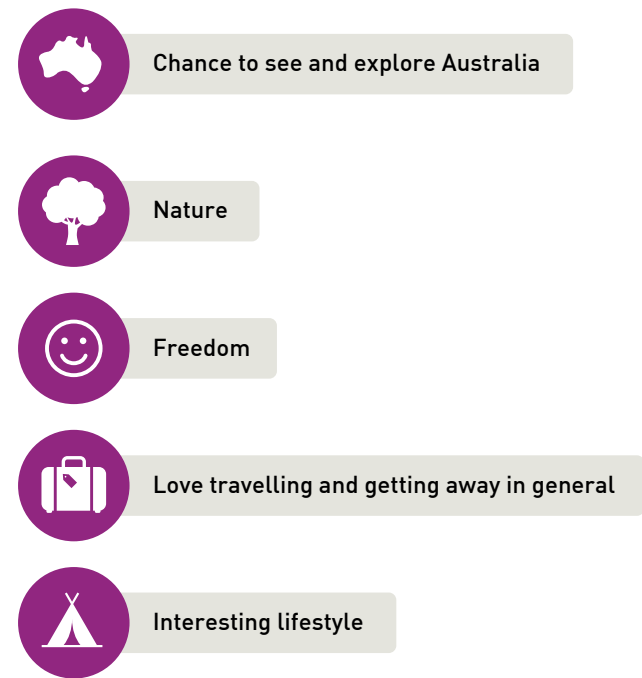 Chance to see and explore Australia
Nature
Freedom
Love travelling and getting away in general
Interesting lifestyle